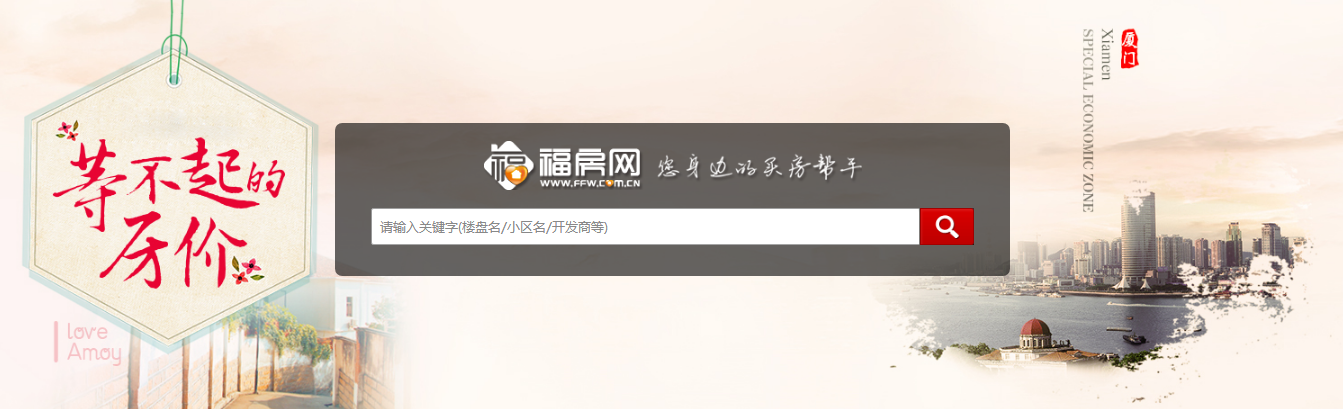 等不起的
房价
love
Amoy
福房网
WWW.FFW.COM.CN
您身边的买房帮手
请输入关键字(楼盘名/小区名/开发商等)
厦门
Xiamen
SPECIAL ECONOMIC ZONE